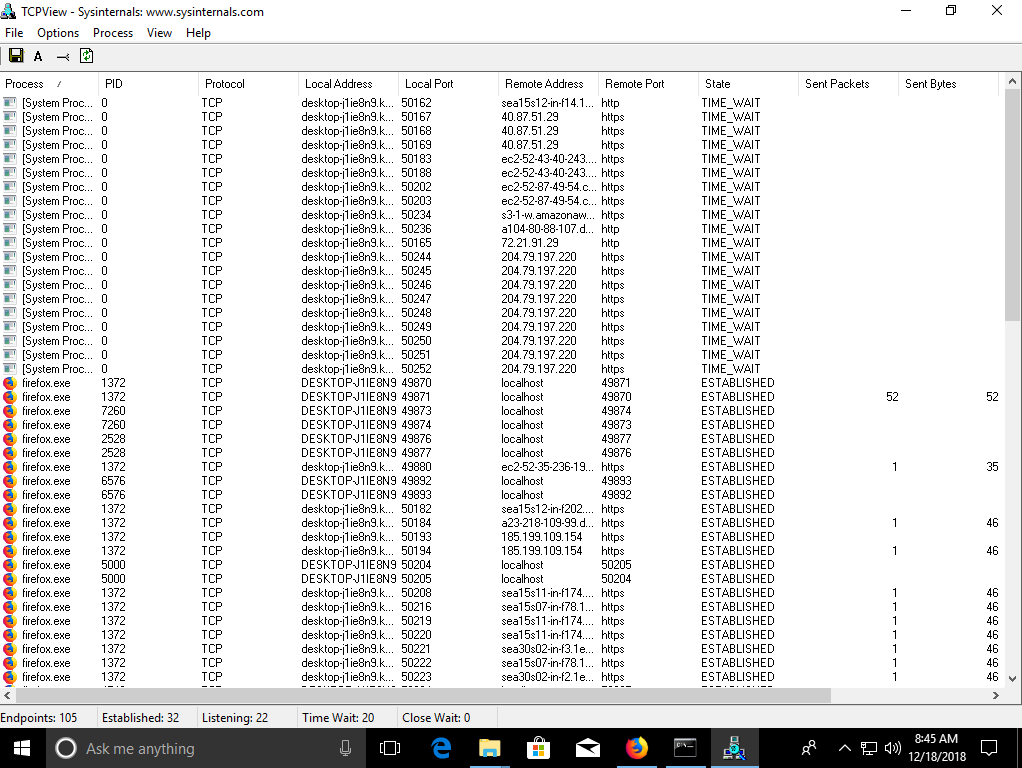 TCPView - Sysinternals: www.sysinternals.com
File Options Process View Help
A
Process / PID Protocol Local Address Local Port Remote Address Remote Port State Sent Packets Sent Bytes
[System Proc... 0 TCP desktop-j1ie8n9.k... 50162 sea15s12-in-f14.1... http TIME_WAIT
[System Proc... 0 TCP desktop-j1ie8n9.k... 50167 40.87.51.29 https TIME_WAIT
[System Proc... 0 TCP desktop-j1ie8n9.k... 50168 40.87.51.29 https TIME_WAIT
[System Proc... 0 TCP desktop-j1ie8n9.k... 50169 40.87.51.29 https TIME_WAIT
[System Proc... 0 TCP desktop-j1ie8n9.k... 50183 ec2-52-43-40-243.... https TIME_WAIT
[System Proc... 0 TCP desktop-j1ie8n9.k... 50188 ec2-52-43-40-243.... https TIME_WAIT
[System Proc... 0 TCP desktop-j1ie8n9.k... 50202 ec2-52-87-49-54.c... https TIME_WAIT
[System Proc... 0 TCP desktop-j1ie8n9.k... 50203 ec2-52-87-49-54.c... https TIME_WAIT
[System Proc... 0 TCP desktop-j1ie8n9.k... 50234 s3-1-w.amazonaw... https TIME_WAIT
[System Proc... 0 TCP desktop-j1ie8n9.k... 50236 a104-80-88-107.d... http TIME_WAIT
[System Proc... 0 TCP desktop-j1ie8n9.k... 50165 72.21.91.29 http TIME_WAIT
[System Proc... 0 TCP desktop-j1ie8n9.k... 50244 204.79.197.220 https TIME_WAIT
[System Proc... 0 TCP desktop-j1ie8n9.k... 50245 204.79.197.220 https TIME_WAIT
[System Proc... 0 TCP desktop-j1ie8n9.k... 50246 204.79.197.220 https TIME_WAIT
[System Proc... 0 TCP desktop-j1ie8n9.k... 50247 204.79.197.220 https TIME_WAIT
[System Proc... 0 TCP desktop-j1ie8n9.k... 50248 204.79.197.220 https TIME_WAIT
[System Proc... 0 TCP desktop-j1ie8n9.k... 50249 204.79.197.220 https TIME_WAIT
[System Proc... 0 TCP desktop-j1ie8n9.k... 50250 204.79.197.220 https TIME_WAIT
[System Proc... 0 TCP desktop-j1ie8n9.k... 50251 204.79.197.220 https TIME_WAIT
[System Proc... 0 TCP desktop-j1ie8n9.k... 50252 204.79.197.220 https TIME_WAIT
firefox.exe 1372 TCP DESKTOPJ1IE8N9 49870 localhost 49871 ESTABLISHED
firefox.exe 1372 TCP DESKTOPJ1IE8N9 49871 localhost 49870 ESTABLISHED 52 52
firefox.exe 7260 TCP DESKTOPJ1IE8N9 49873 localhost 49874 ESTABLISHED
firefox.exe 7260 TCP DESKTOPJ1IE8N9 49874 localhost 49873 ESTABLISHED
firefox.exe 2528 TCP DESKTOPJ1IE8N9 49876 localhost 49877 ESTABLISHED
firefox.exe 2528 TCP DESKTOPJ1IE8N9 49877 localhost 49876 ESTABLISHED
firefox.exe 1372 TCP desktop-j1ie8n9.k... 49880 ec2-52-35-236-19... https ESTABLISHED 1 35
firefox.exe 6576 TCP DESKTOPJ1IE8N9 49892 localhost 49893 ESTABLISHED
firefox.exe 6576 TCP DESKTOPJ1IE8N9 49893 localhost 49892 ESTABLISHED
firefox.exe 1372 TCP desktop-j1ie8n9.k... 50182 sea15s12-in-f202.... https ESTABLISHED
firefox.exe 1372 TCP desktop-j1ie8n9.k... 50184 a23-218-109-99.d... https ESTABLISHED 1 46
firefox.exe 1372 TCP desktop-j1ie8n9.k... 50193 185.199.109.154 https ESTABLISHED
firefox.exe 1372 TCP desktop-j1ie8n9.k... 50194 185.199.109.154 https ESTABLISHED 1 46
firefox.exe 5000 TCP DESKTOPJ1IE8N9 50204 localhost 50205 ESTABLISHED
firefox.exe 5000 TCP DESKTOPJ1IE8N9 50205 localhost 50204 ESTABLISHED
firefox.exe 1372 TCP desktop-j1ie8n9.k... 50208 sea15s11-in-f174.... https ESTABLISHED 1 46
firefox.exe 1372 TCP desktop-j1ie8n9.k... 50216 sea15s07-in-f78.1... https ESTABLISHED 1 46
firefox.exe 1372 TCP desktop-j1ie8n9.k... 50219 sea15s11-in-f174.... https ESTABLISHED 1 46
firefox.exe 1372 TCP desktop-j1ie8n9.k... 50220 sea15s11-in-f174.... https ESTABLISHED 1 46
firefox.exe 1372 TCP desktop-j1ie8n9.k... 50221 sea30s02-in-f3.1e... https ESTABLISHED 1 46
firefox.exe 1372 TCP desktop-j1ie8n9.k... 50222 sea15s07-in-f78.1... https ESTABLISHED 1 46
firefox.exe 1372 TCP desktop-j1ie8n9.k... 50223 sea30s02-in-f2.1e... https ESTABLISHED 1 46
Endpoints: 105 Established: 32 Listening: 22 Time Wait: 20 Close Wait: 0
Ask me anything
8:45 AM
12/18/2018